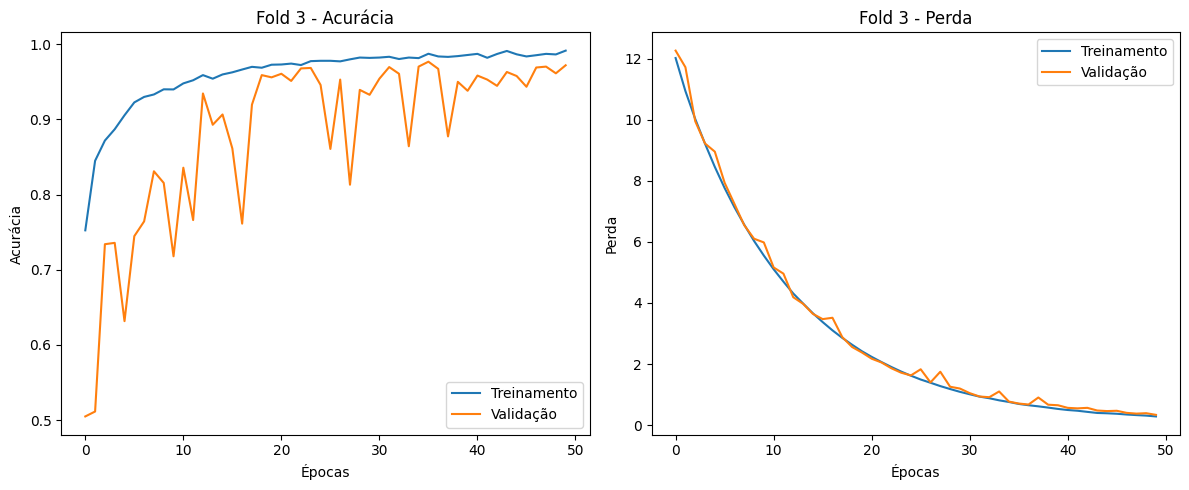 Fold 3 - Acurácia
1.0
0.9
0.8
0.7
0.6
0.5
Acurácia
Treinamento
Validação
0 10 20 30 40 50
Épocas
Fold 3 - Perda
12
10
8
6
4
2
0
Perda
Treinamento
Validação
0 10 20 30 40 50
Épocas